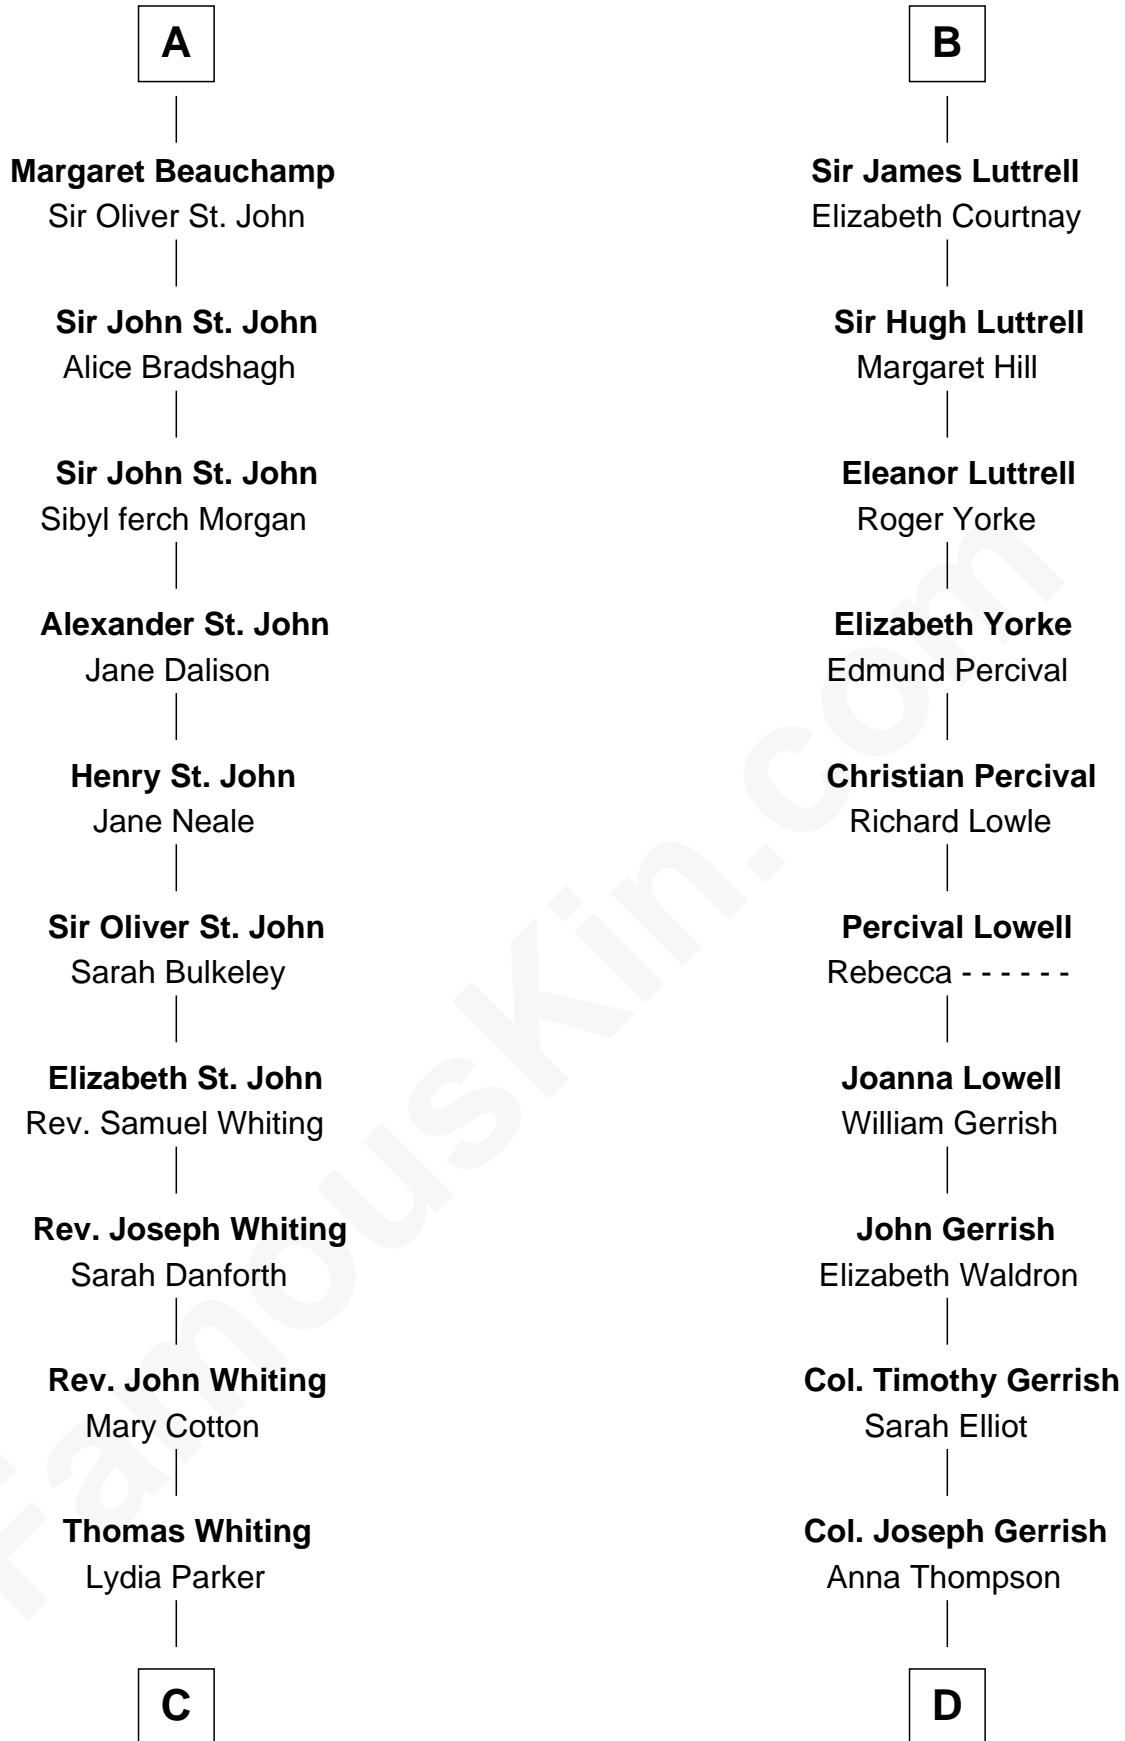 A
Margaret Beauchamp
Sir Oliver St. John
Sir John St. John
Alice Bradshagh
Sir John St. John
Sibyl ferch Morgan
Alexander St. John
Jane Dalison
Henry St. John
Jane Neale
Sir Oliver St. John
Sarah Bulkeley
Elizabeth St. John
Rev. Samuel Whiting
Rev. Joseph Whiting
Sarah Danforth
Rev. John Whiting
Mary Cotton
Thomas Whiting
Lydia Parker
C
B
Sir James Luttrell
Elizabeth Courtnay
Sir Hugh Luttrell
Margaret Hill
Eleanor Luttrell
Roger Yorke
Elizabeth Yorke
Edmund Percival
Christian Percival
Richard Lowle
Percival Lowell
Rebecca - - - - - -
Joanna Lowell
William Gerrish
John Gerrish
Elizabeth Waldron
Col. Timothy Gerrish
Sarah Elliot
Col. Joseph Gerrish
Anna Thompson
D
FamousKin.com